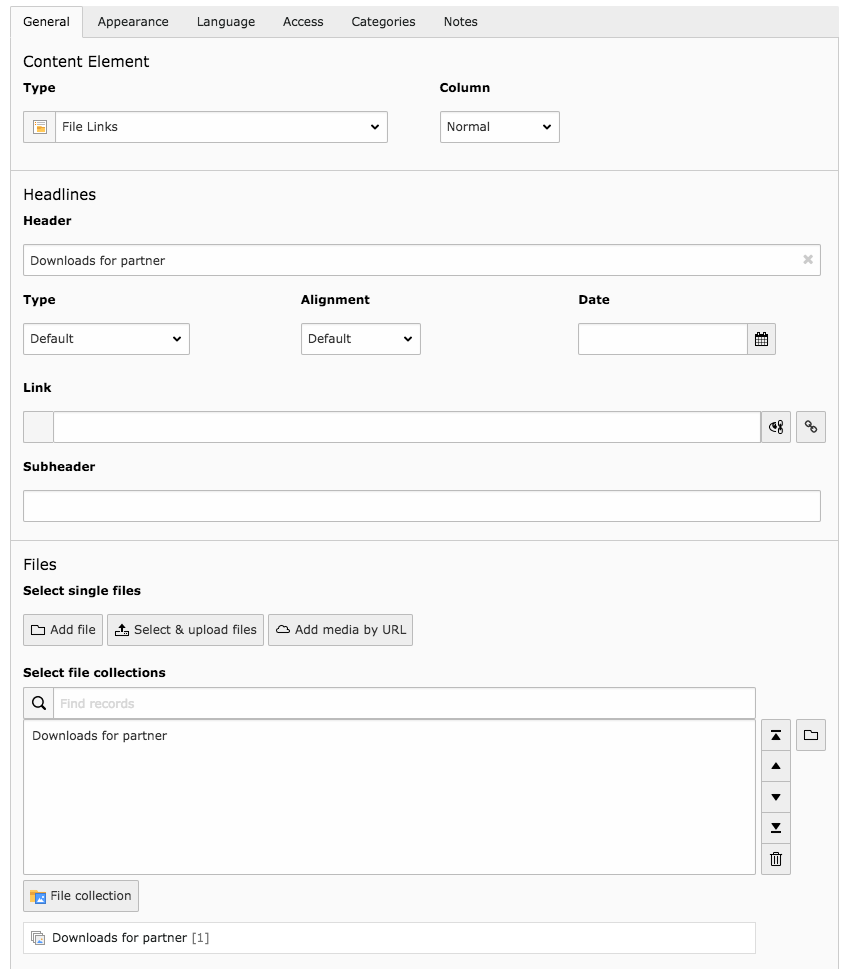 General Appearance Language Access Categories Notes
Content Element
Type Column
File Links Normal
Headlines
Header
Downloads for partner
Type Alignment Date
Default Default
Link
Subheader
Files
Select single files
Add file Select & upload files Add media by URL
Select file collections
Find records
Downloads for partner
File collection
Downloads for partner [1]